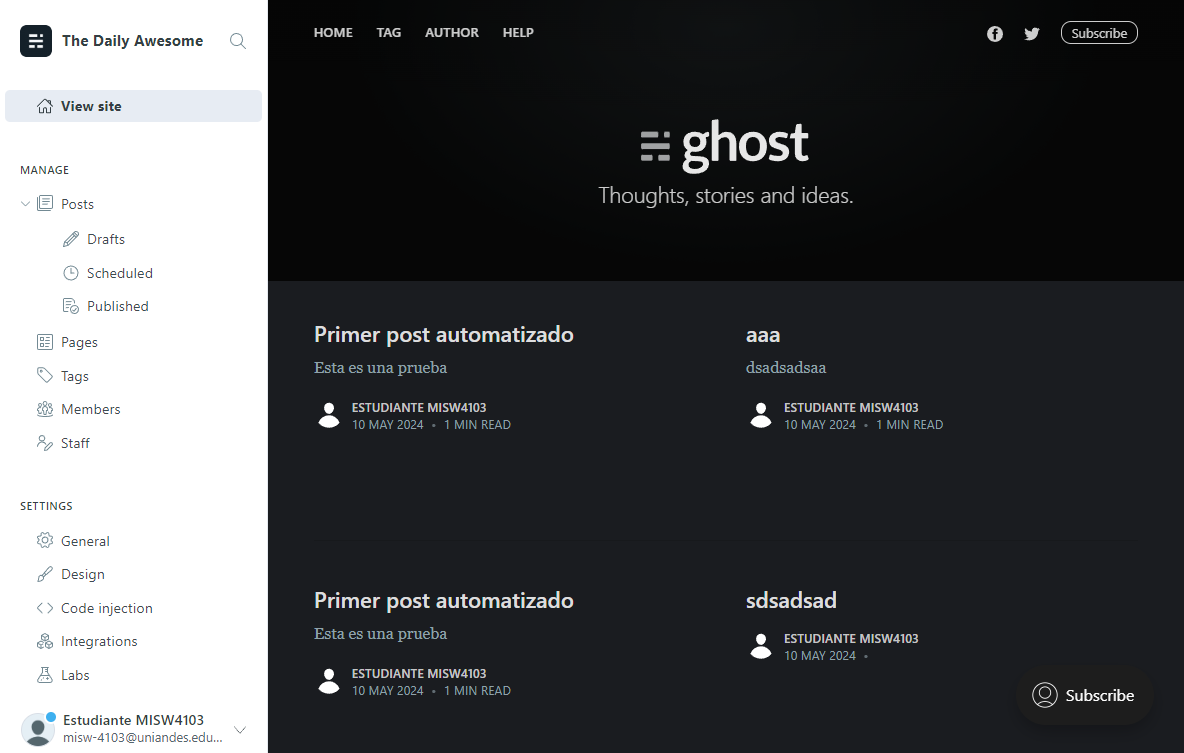 The Daily Awesome
View site
MANAGE
Posts
Drafts
Scheduled
Published
Pages
Tags
Members
Staff
SETTINGS
General
Design
Code injection
Integrations
Labs
Estudiante MISW4103
misw-4103@uniandes.edu...
HOME TAG AUTHOR HELP
Subscribe
ghost
Thoughts, stories and ideas.
Primer post automatizado
Esta es una prueba
ESTUDIANTE MISW4103
10 MAY 2024 • 1 MIN READ
aaa
dsadsadsaa
ESTUDIANTE MISW4103
10 MAY 2024 • 1 MIN READ
Primer post automatizado
Esta es una prueba
ESTUDIANTE MISW4103
10 MAY 2024 • 1 MIN READ
sdsadsad
ESTUDIANTE MISW4103
10 MAY 2024 •
Subscribe